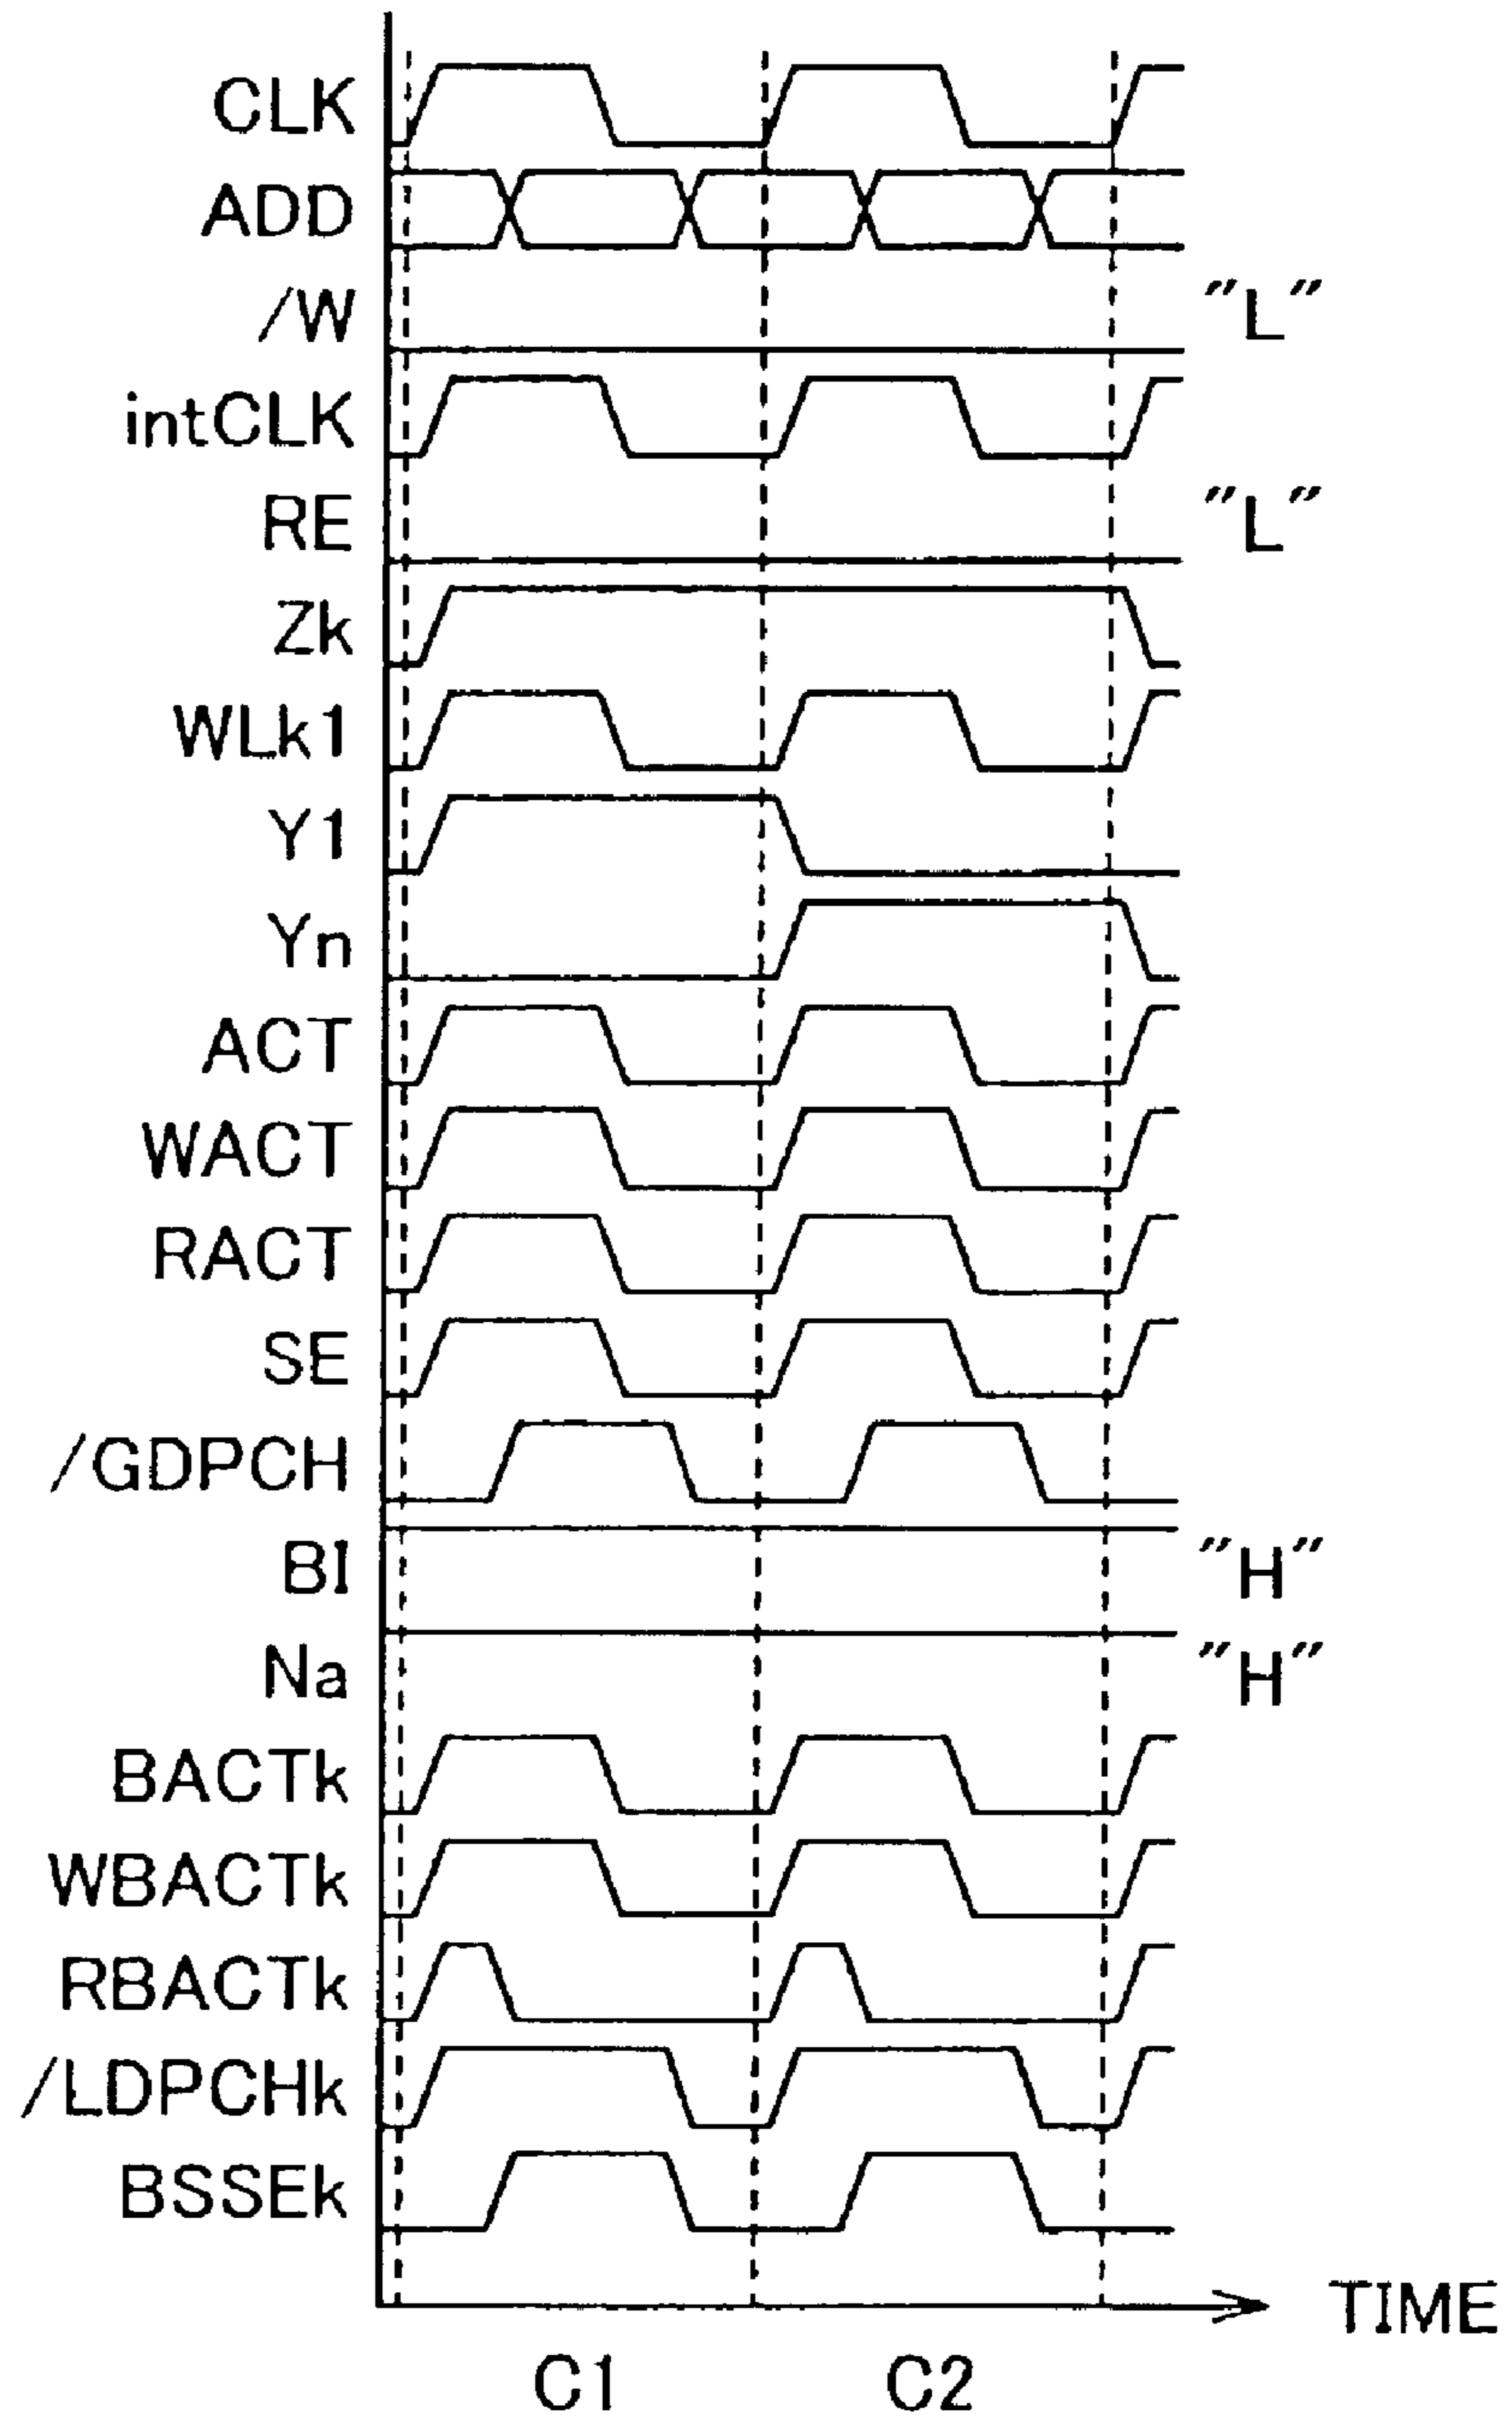 CLK
ADD
/W "L"
intCLK
RE "L"
Zk
WLk1
Y1
Yn
ACT
WACT
RACT
SE
/GDPCH
BI "H"
Na "H"
BACTk
WBACTk
RBACTk
/LDPCHk
BSSEk
TIME
C1 C2